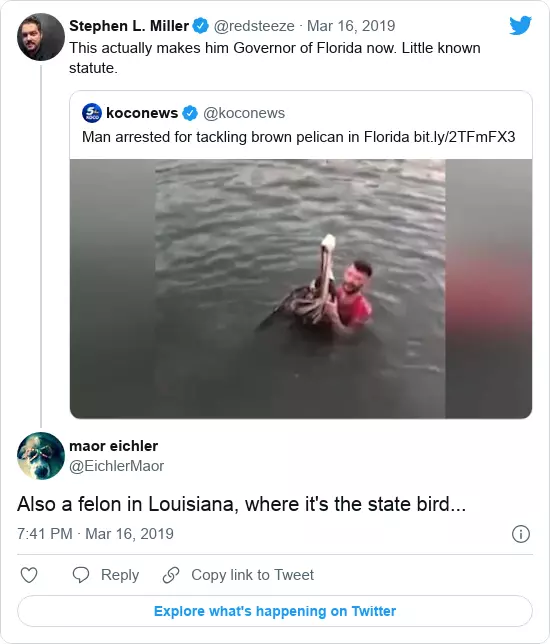 Stephen L. Miller @redsteeze · Mar 16, 2019
This actually makes him Governor of Florida now. Little known
statute.
5 KOCO koconews @koconews
Man arrested for tackling brown pelican in Florida bit.ly/2TFmFX3
maor eichler
@EichlerMaor
Also a felon in Louisiana, where it's the state bird...
7:41 PM · Mar 16, 2019
Reply Copy link to Tweet
Explore what's happening on Twitter